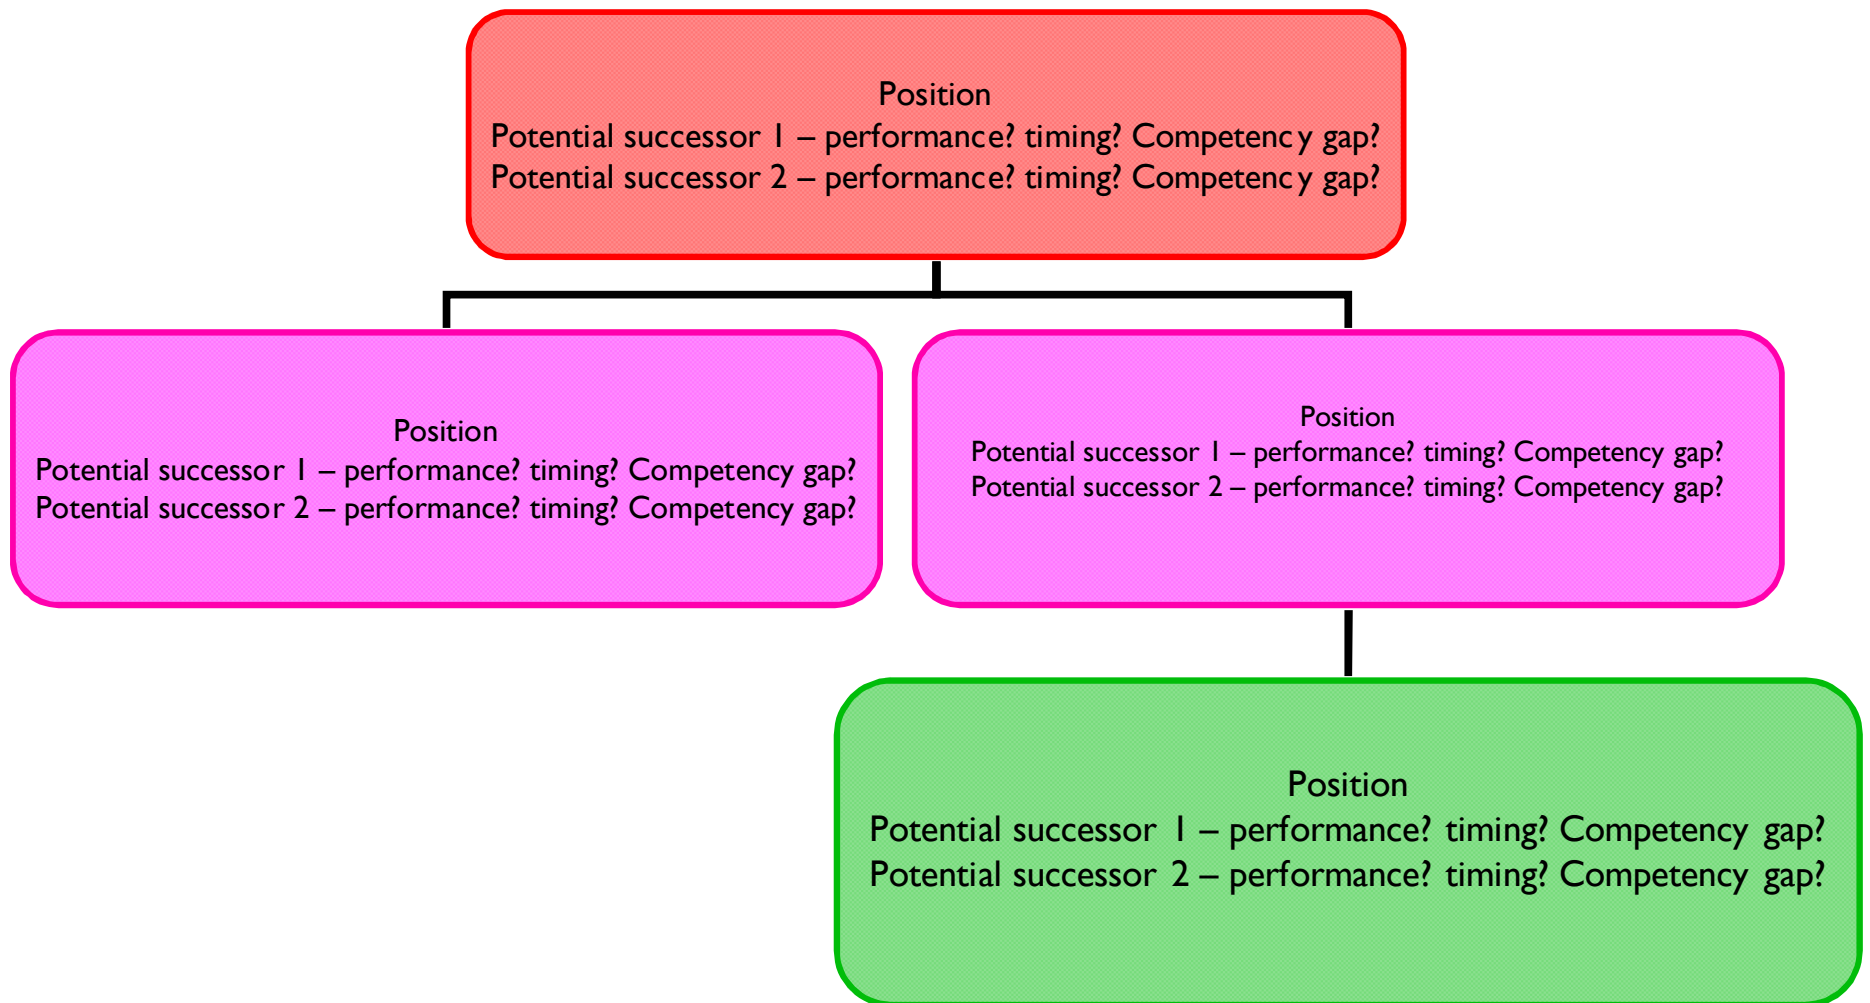 Position
Potential successor 1 – performance? timing? Competency gap?
Potential successor 2 – performance? timing? Competency gap?
Position
Potential successor 1 – performance? timing? Competency gap?
Potential successor 2 – performance? timing? Competency gap?
Position
Potential successor 1 – performance? timing? Competency gap?
Potential successor 2 – performance? timing? Competency gap?
Position
Potential successor 1 – performance? timing? Competency gap?
Potential successor 2 – performance? timing? Competency gap?